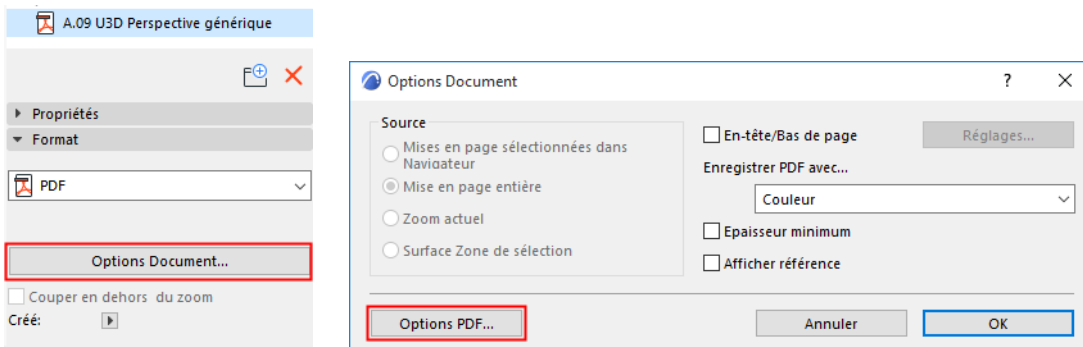 A.09 U3D Perspective générique
Propriétés
Format
PDF
Options Document...
Couper en dehors du zoom
Créé:
Options Document
?
Source
Mises en page sélectionnées dans
Navigateur
Mise en page entière
Zoom actuel
Surface Zone de sélection
En-tête/Bas de page
Réglages...
Enregistrer PDF avec...
Couleur
Epaisseur minimum
Afficher référence
Options PDF...
Annuler
OK